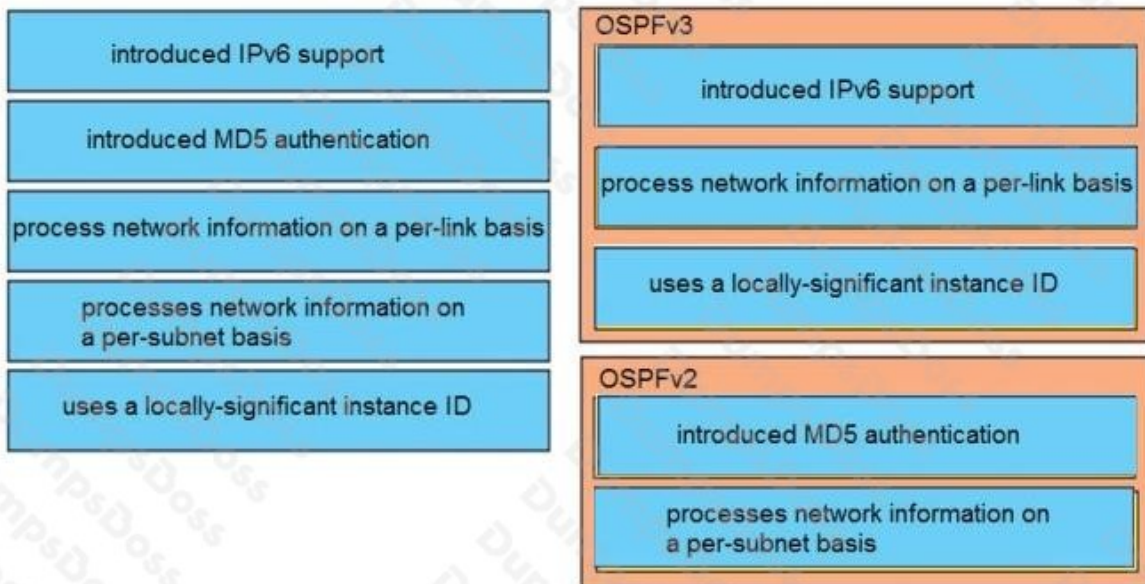 introduced IPv6 support
introduced MD5 authentication
process network information on a per-link basis
processes network information on
a per-subnet basis
uses a locally-significant instance ID
OSPFv3
introduced IPv6 support
process network information on a per-link basis
uses a locally-significant instance ID
OSPFv2
introduced MD5 authentication
processes network information on
a per-subnet basis
DumpsDoss